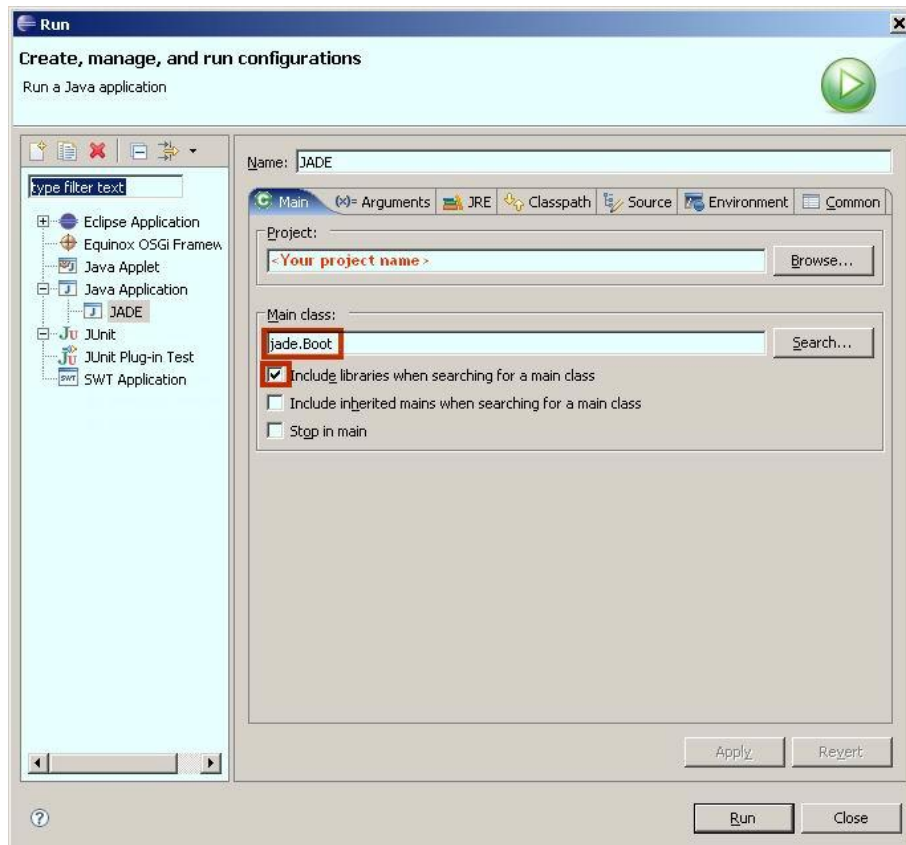 Run
Create, manage, and run configurations
Run a Java application
Name: JADE
type filter text
Main (x)= Arguments JRE Classpath Source Environment Common
Eclipse Application
Equinox OSGi Framew
Java Applet
Java Application
JADE
JUnit
JUnit Plug-in Test
SWT Application
Project:
<Your project name> Browse...
Main class:
jade.Boot Search...
Include libraries when searching for a main class
Include inherited mains when searching for a main class
Stop in main
Apply Revert
Run Close